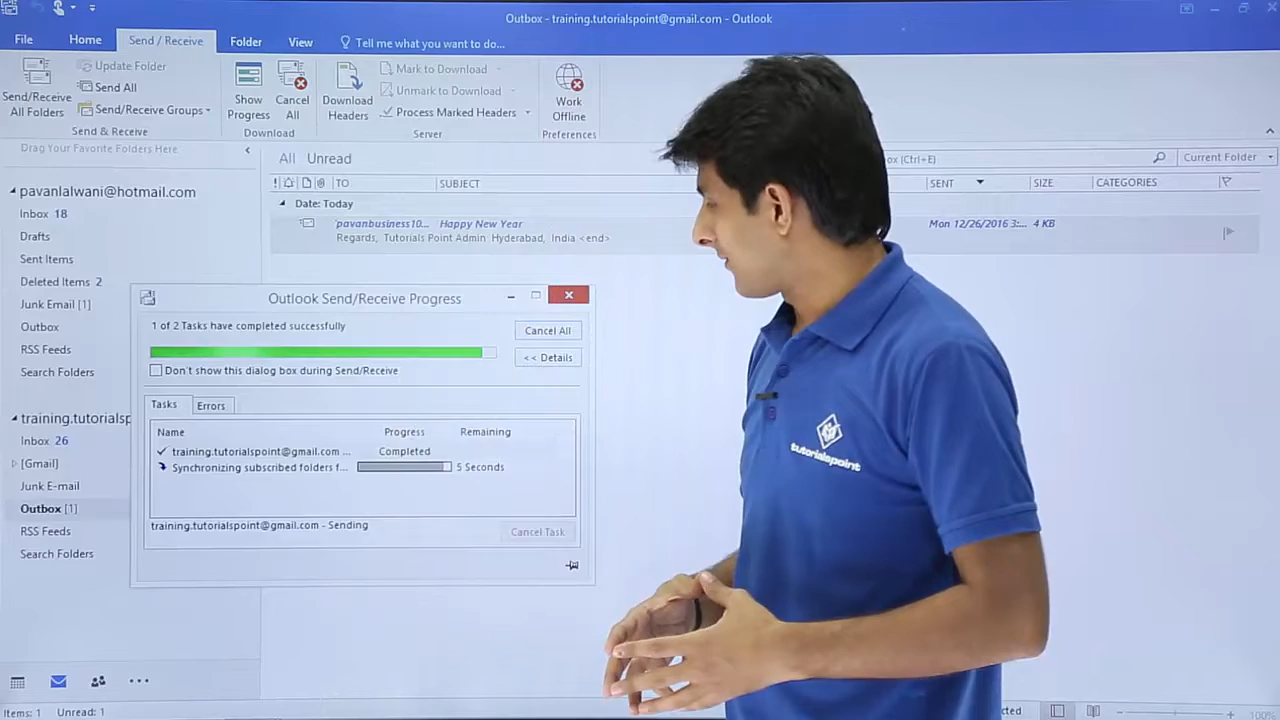 Outbox - training.tutorialspoint@gmail.com - Outlook
File Home Send / Receive Folder View Tell me what you want to do...
Send/Receive All Folders
Update Folder
Send All
Send/Receive Groups
Send & Receive
Show Progress
Cancel All
Download
Download Headers
Mark to Download
Unmark to Download
Process Marked Headers
Server
Work Offline
Preferences
Drag Your Favorite Folders Here
pavanlalwani@hotmail.com
Inbox 18
Drafts
Sent Items
Deleted Items 2
Junk Email [1]
Outbox
RSS Feeds
Search Folders
training.tutorialsp
Inbox 26
[Gmail]
Junk E-mail
Outbox [1]
RSS Feeds
Search Folders
All Unread
(Ctrl+E)
Current Folder
! TO SUBJECT SENT SIZE CATEGORIES
Date: Today
'pavanbusiness10... Happy New Year Mon 12/26/2016 3:... 4 KB
Regards, Tutorials Point Admin Hyderabad, India <end>
Outlook Send/Receive Progress
1 of 2 Tasks have completed successfully
Cancel All
<< Details
Don't show this dialog box during Send/Receive
Tasks Errors
Name Progress Remaining
training.tutorialspoint@gmail.com ... Completed
Synchronizing subscribed folders f... 5 Seconds
training.tutorialspoint@gmail.com - Sending
Cancel Task
tutorialspoint
Items: 1 Unread: 1
100%